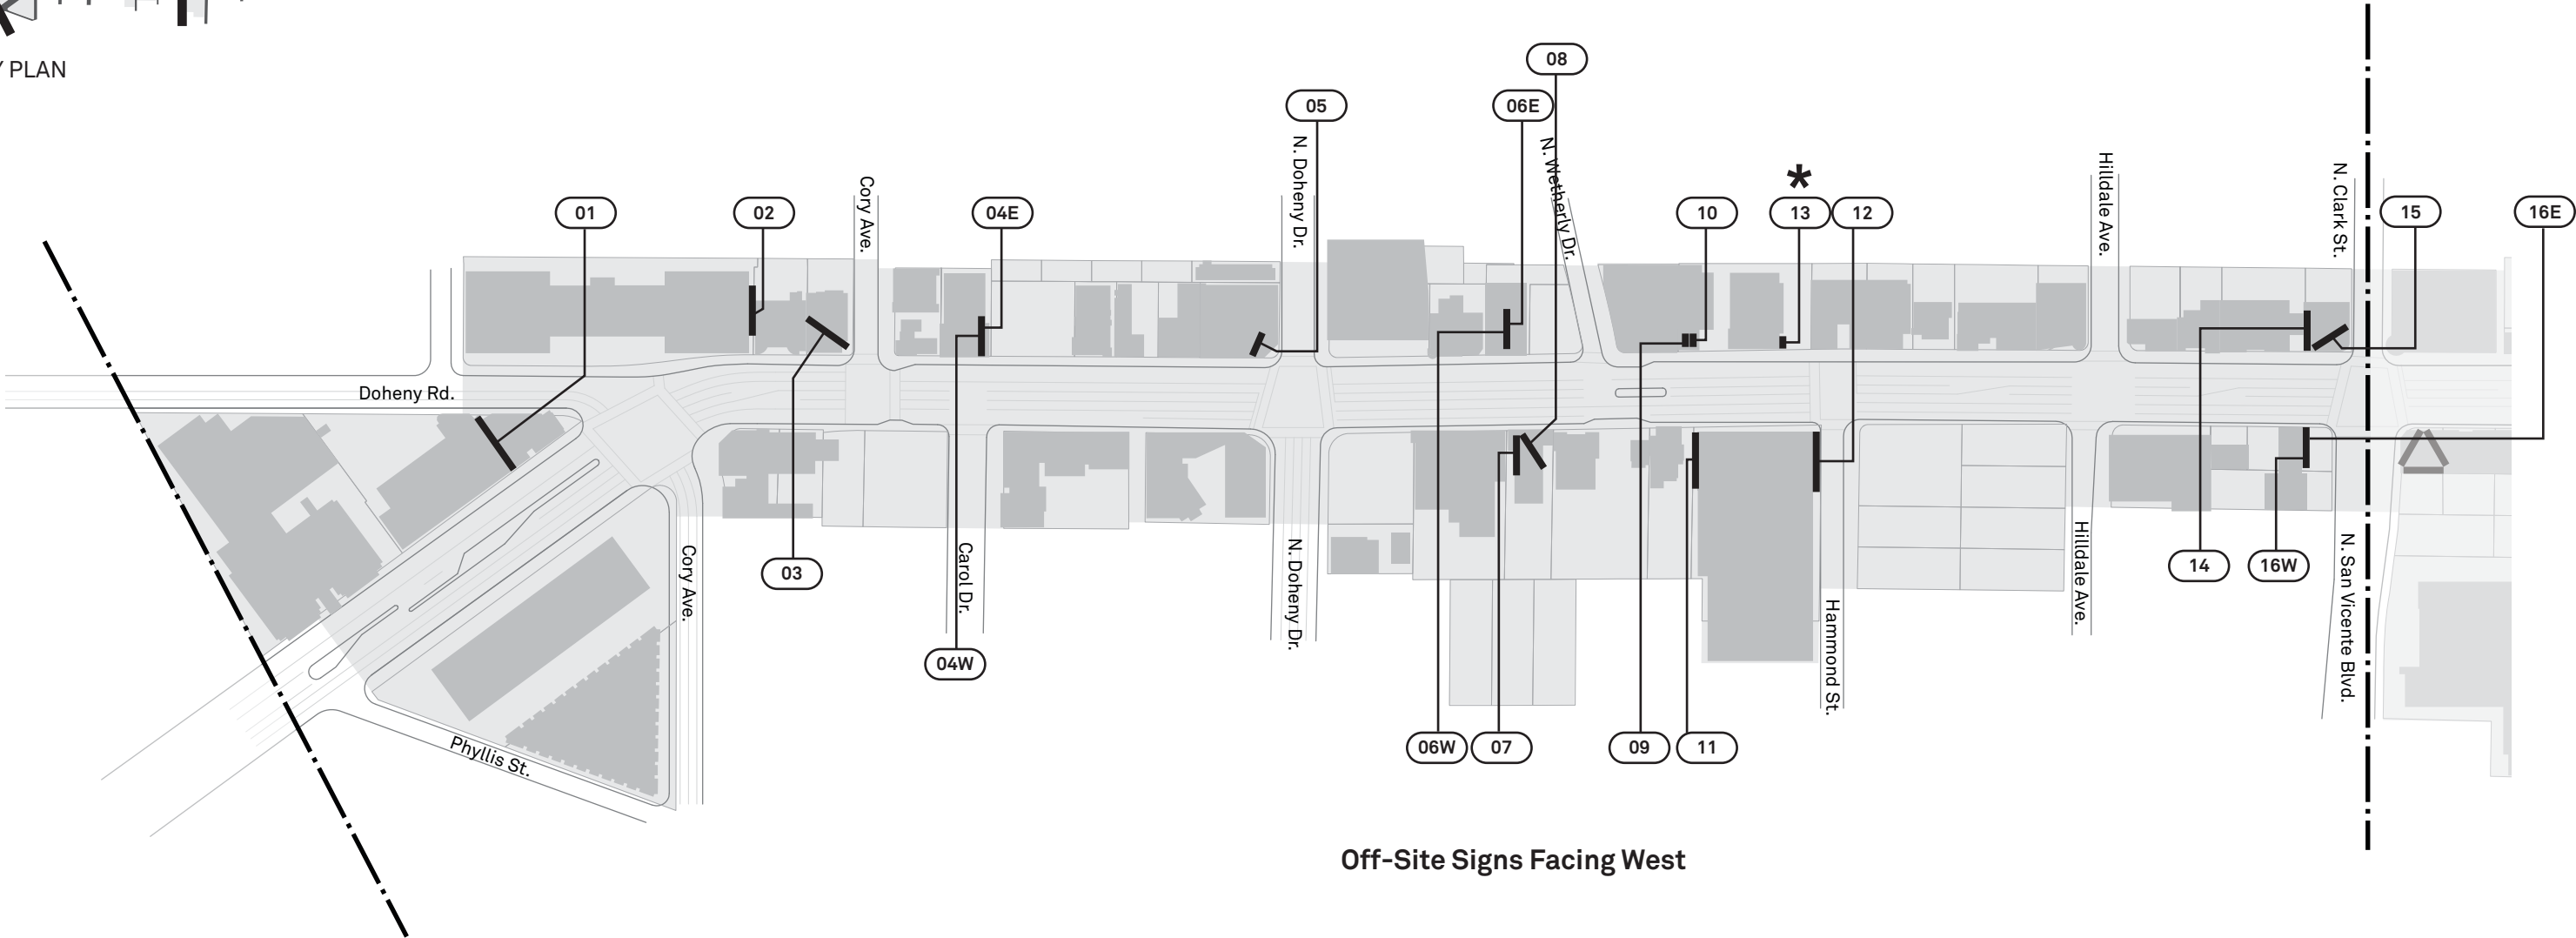 Y PLAN
08
05
06E
N. Doheny Dr.
N. Wetherly Dr.
Hilldale Ave.
N. Clark St.
*
Cory Ave.
01
02
04E
10
13
12
15
16E
Doheny Rd.
Cory Ave.
Carol Dr.
N. Doheny Dr.
Hilldale Ave.
N. San Vicente Blvd.
03
14
16W
Hammond St.
04W
Phyllis St.
06W
07
09
11
Off-Site Signs Facing West